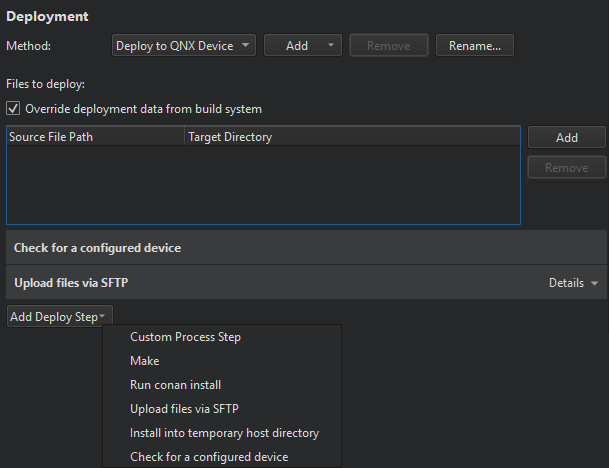 Deployment
Method: Deploy to QNX Device Add Remove Rename...
Files to deploy:
Override deployment data from build system
Source File Path Target Directory Add
Remove
Check for a configured device
Upload files via SFTP Details
Add Deploy Step
Custom Process Step
Make
Run conan install
Upload files via SFTP
Install into temporary host directory
Check for a configured device